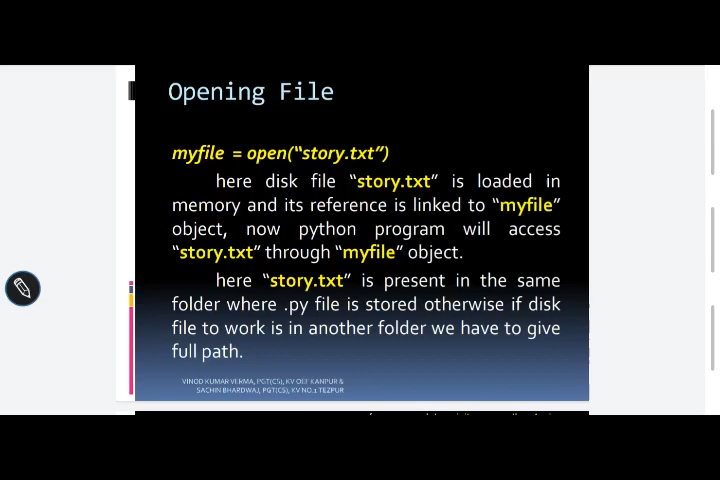 Opening File
myfile = open(“story.txt”)
here disk file “story.txt” is loaded in
memory and its reference is linked to “myfile”
object, now python program will access
“story.txt” through “myfile” object.
here “story.txt” is present in the same
folder where .py file is stored otherwise if disk
file to work is in another folder we have to give
full path.
VINOD KUMAR VERMA, PGT(CS), KV OEF KANPUR &
SACHIN BHARDWAJ, PGT(CS), KV NO.1 TEZPUR